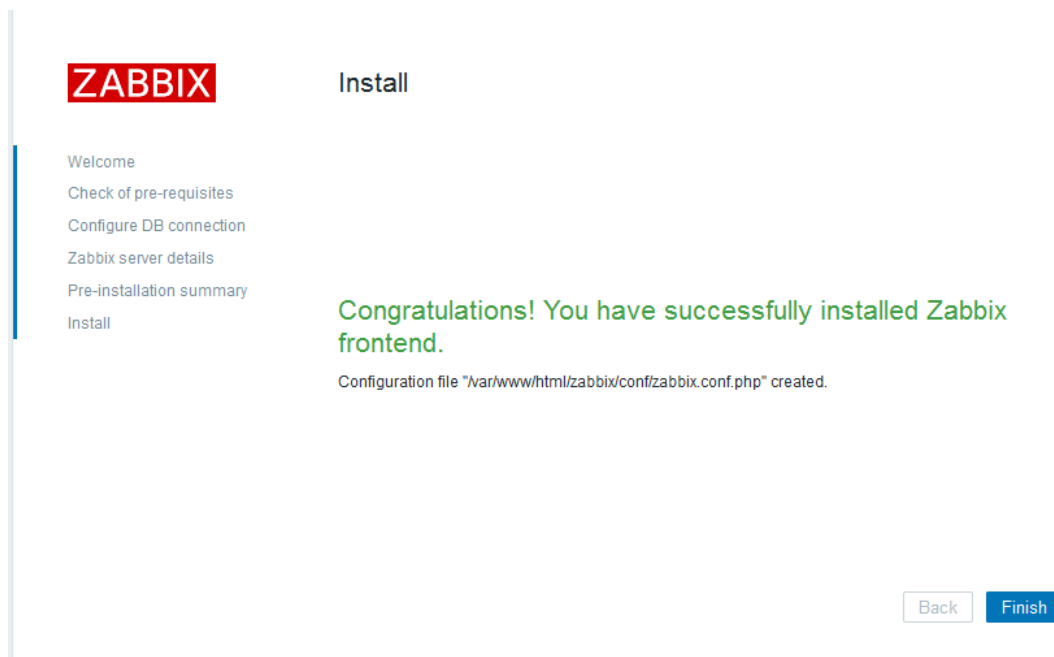 ZABBIX
Install
Welcome
Check of pre-requisites
Configure DB connection
Zabbix server details
Pre-installation summary
Install
Congratulations! You have successfully installed Zabbix
frontend.
Configuration file "/var/www/html/zabbix/conf/zabbix.conf.php" created.
Back
Finish